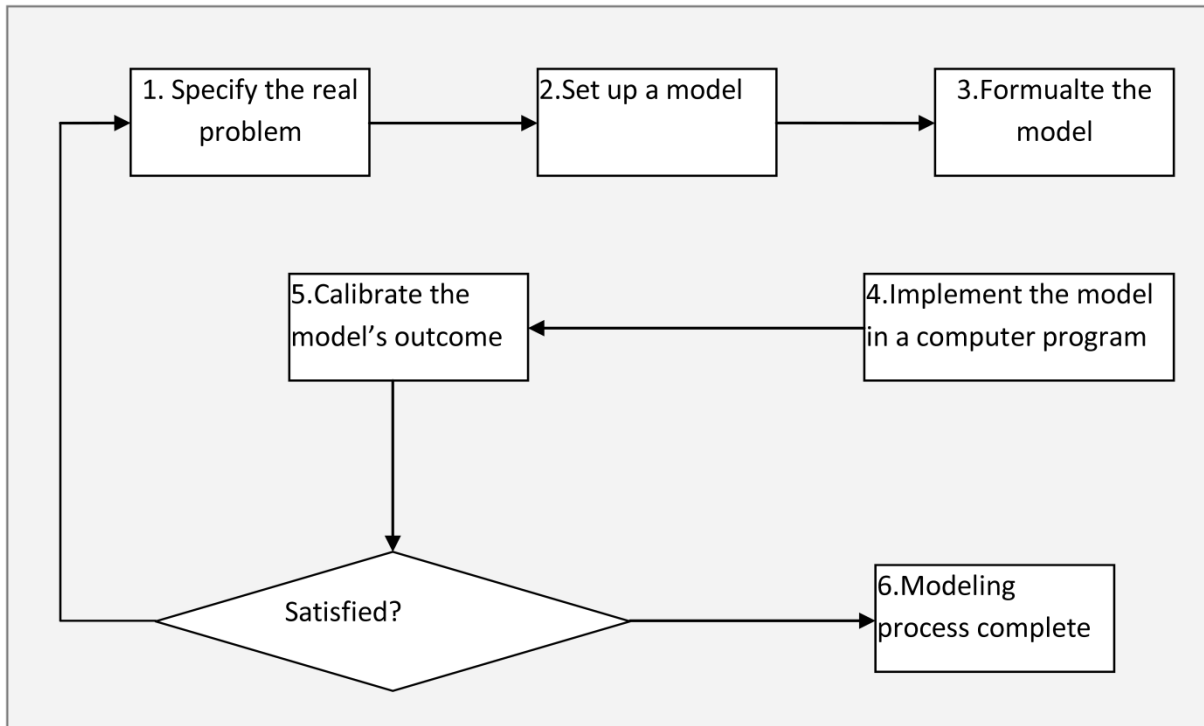 1. Specify the real
problem
2.Set up a model
3.Formualte the
model
4.Implement the model
in a computer program
5.Calibrate the
model’s outcome
Satisfied?
6.Modeling
process complete